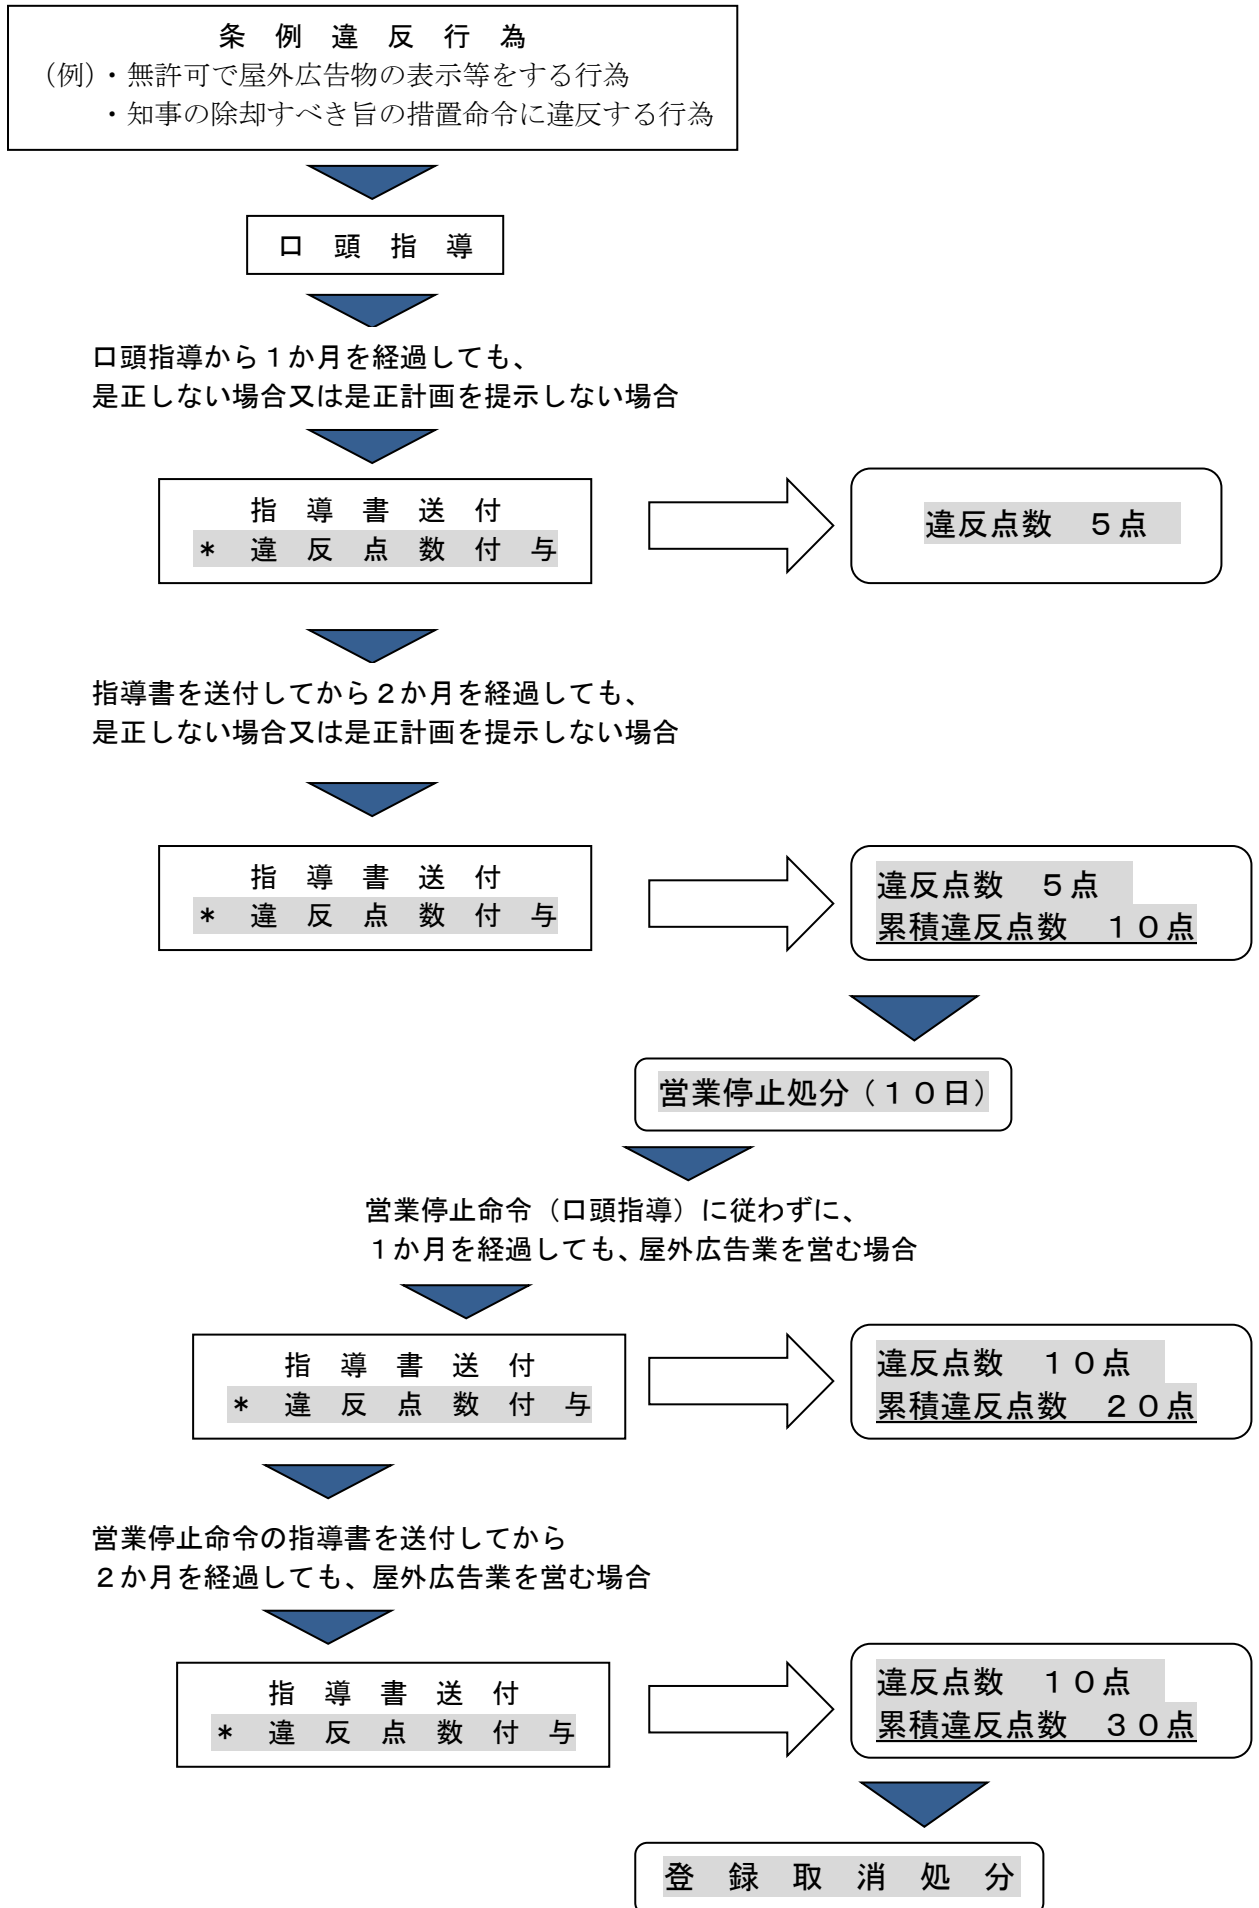 条 例 違 反 行 為
(例)・無許可で屋外広告物の表示等をする行為
・知事の除却すべき旨の措置命令に違反する行為
口 頭 指 導
口頭指導から１か月を経過しても、
是正しない場合又は是正計画を提示しない場合
指 導 書 送 付
* 違 反 点 数 付 与
違反点数 ５点
指導書を送付してから２か月を経過しても、
是正しない場合又は是正計画を提示しない場合
指 導 書 送 付
* 違 反 点 数 付 与
違反点数 ５点
累積違反点数 １０点
営業停止処分（１０日）
営業停止命令（口頭指導）に従わずに、
１か月を経過しても、屋外広告業を営む場合
指 導 書 送 付
* 違 反 点 数 付 与
違反点数 １０点
累積違反点数 ２０点
営業停止命令の指導書を送付してから
２か月を経過しても、屋外広告業を営む場合
指 導 書 送 付
* 違 反 点 数 付 与
違反点数 １０点
累積違反点数 ３０点
登 録 取 消 処 分